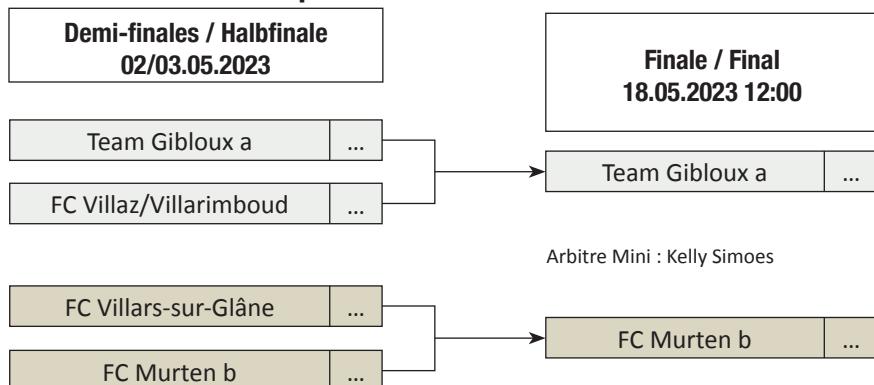 Demi-finales / Halbfinale
02/03.05.2023
Finale / Final
18.05.2023 12:00
Team Gibloux a ...
FC Villaz/Villarimboud ...
Team Gibloux a ...
Arbitre Mini : Kelly Simoes
FC Villars-sur-Glâne ...
FC Murten b ...
FC Murten b ...